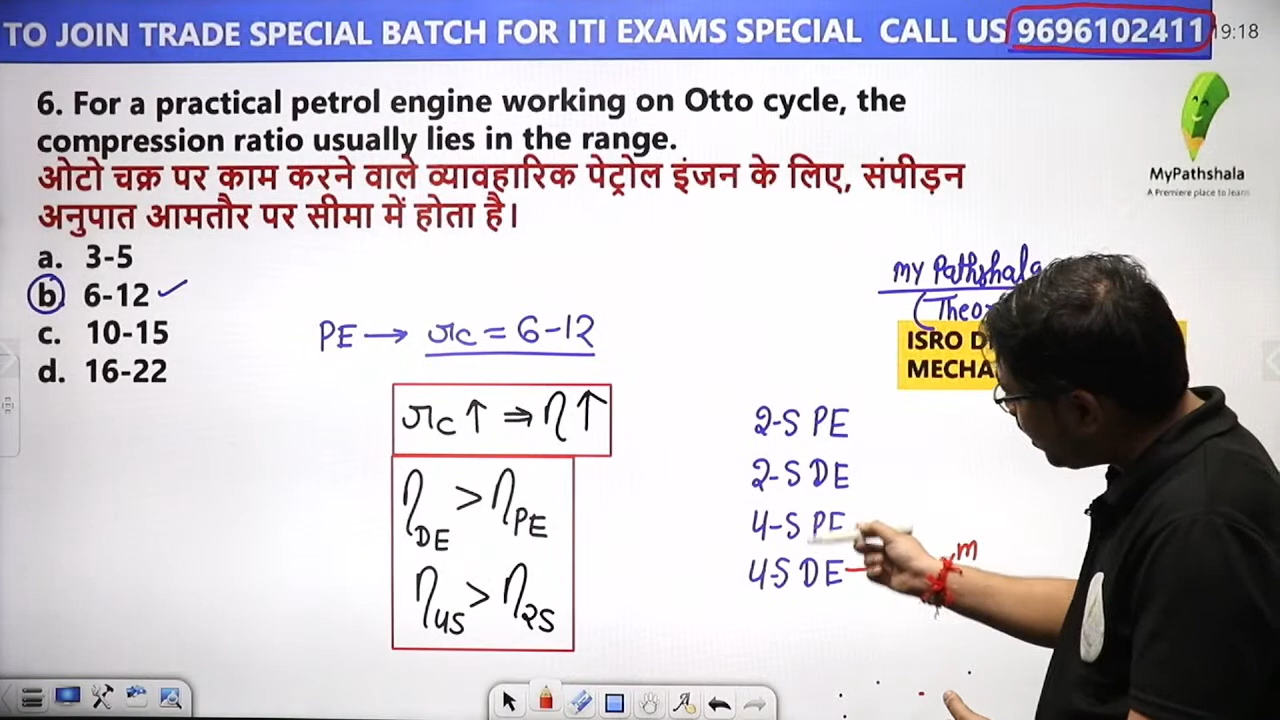 TO JOIN TRADE SPECIAL BATCH FOR ITI EXAMS SPECIAL CALL US 9696102411
19:18
6. For a practical petrol engine working on Otto cycle, the
compression ratio usually lies in the range.
ओटो चक्र पर काम करने वाले व्यावहारिक पेट्रोल इंजन के लिए, संपीड़न
अनुपात आमतौर पर सीमा में होता है।
MyPathshala
A Premiere place to learn
a. 3-5
b. 6-12 ✓
c. 10-15
d. 16-22
My Pathshala
ISRO
PE → rc = 6-12
rc↑ ⇒ η↑
ηDE > ηPE
η4S > η2S
2-S PE
2-S DE
4-S PE
4-S DE